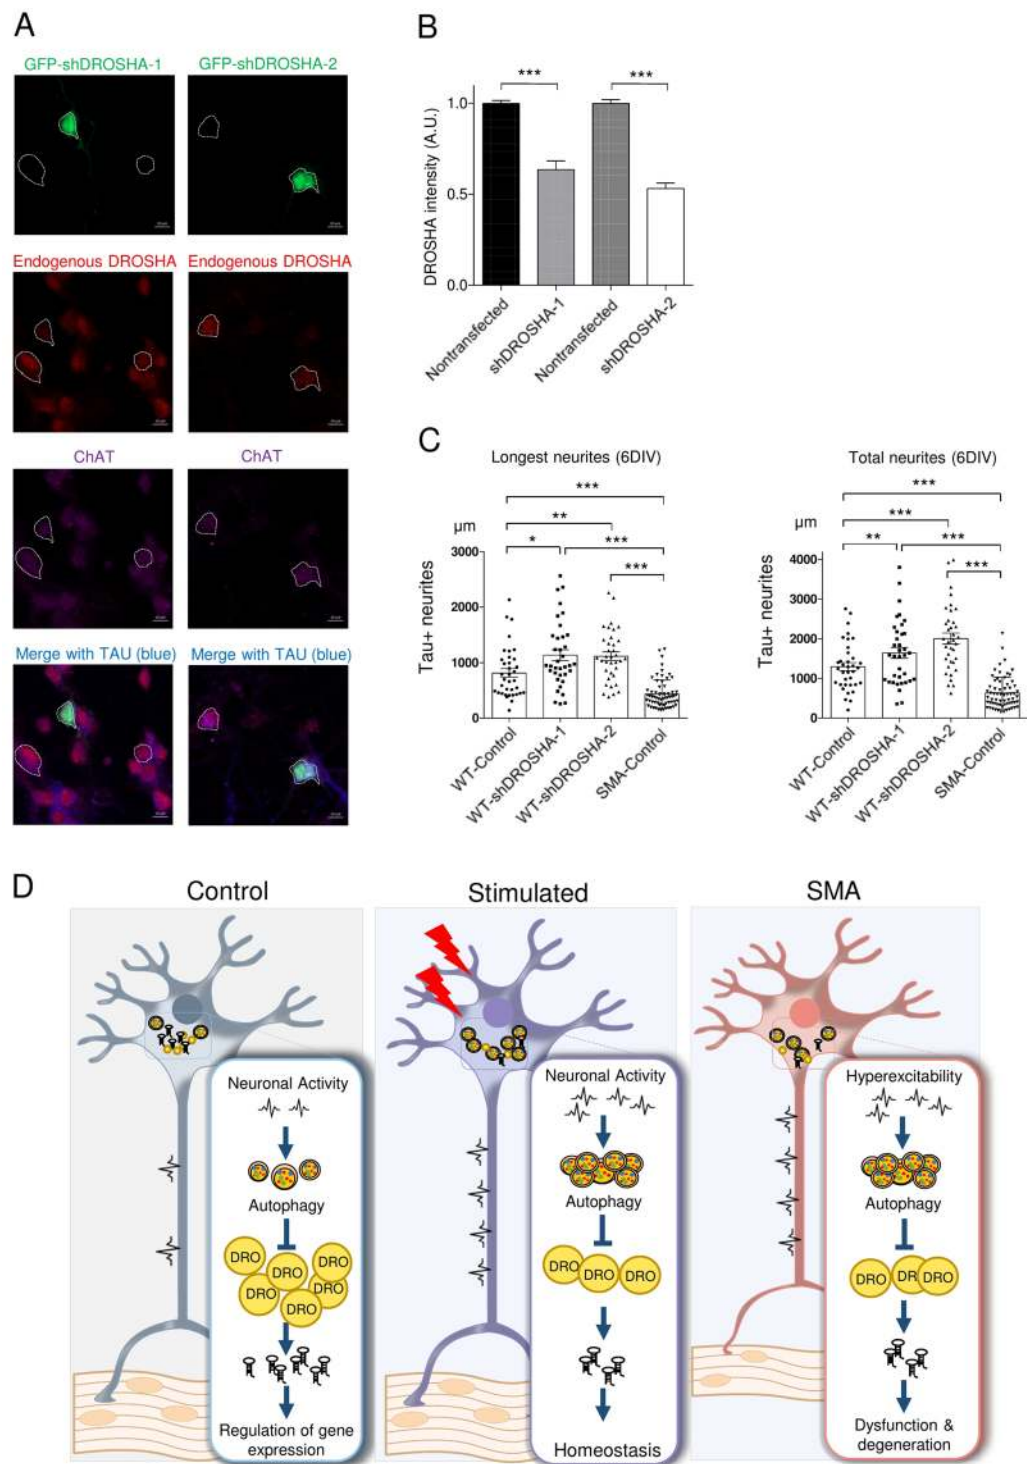 A
GFP-shDROSHA-1
GFP-shDROSHA-2
Endogenous DROSHA
Endogenous DROSHA
ChAT
ChAT
Merge with TAU (blue)
Merge with TAU (blue)
B
DROSHA intensity (A.U.)
1.0
0.5
0.0
***
***
Nontransfected
shDROSHA-1
Nontransfected
shDROSHA-2
C
Longest neurites (6DIV)
***
**
*
***
***
µm
Tau+ neurites
3000
2000
1000
0
WT-Control
WT-shDROSHA-1
WT-shDROSHA-2
SMA-Control
Total neurites (6DIV)
***
***
**
***
***
µm
Tau+ neurites
4000
3000
2000
1000
0
WT-Control
WT-shDROSHA-1
WT-shDROSHA-2
SMA-Control
D
Control
Neuronal Activity
Autophagy
DRO
DRO
DRO
DRO
DRO
DRO
Regulation of gene
expression
Stimulated
Neuronal Activity
Autophagy
DRO
DRO
DRO
Homeostasis
SMA
Hyperexcitability
Autophagy
DRO
DRO
DRO
Dysfunction &
degeneration